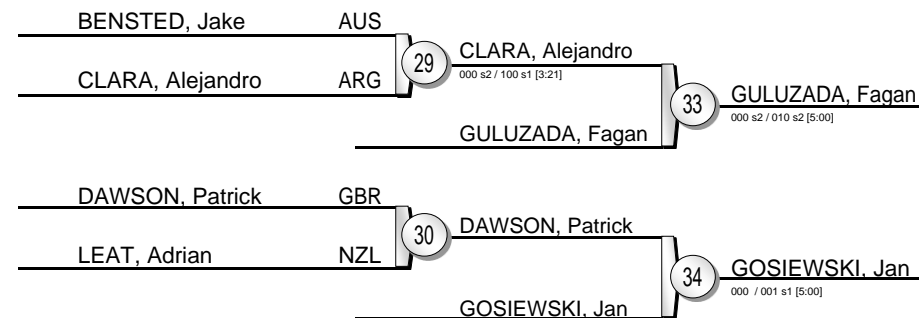 BENSTED, Jake AUS
29
CLARA, Alejandro
000 s2 / 100 s1 [3:21]
CLARA, Alejandro ARG
33
GULUZADA, Fagan
000 s2 / 010 s2 [5:00]
GULUZADA, Fagan
DAWSON, Patrick GBR
30
DAWSON, Patrick
LEAT, Adrian NZL
34
GOSIEWSKI, Jan
000 / 001 s1 [5:00]
GOSIEWSKI, Jan